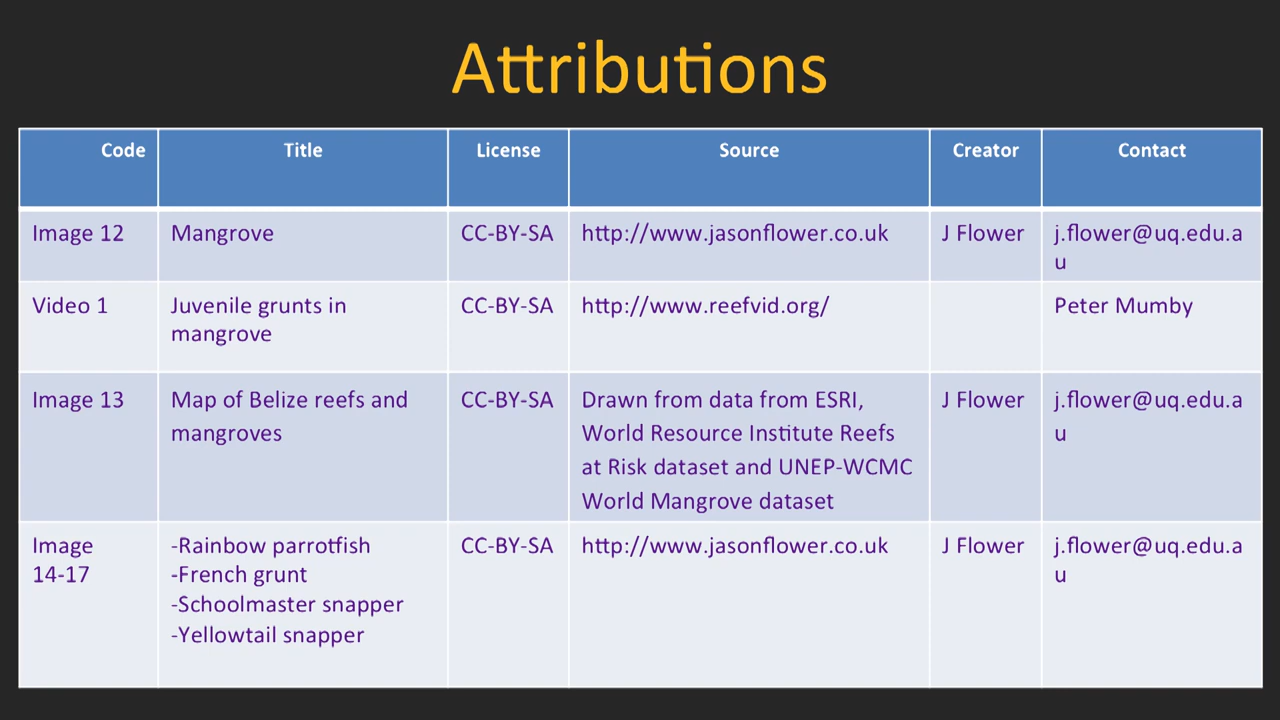 Attributions
Code Title License Source Creator Contact
Image 12 Mangrove CC-BY-SA http://www.jasonflower.co.uk J Flower j.flower@uq.edu.a
u
Video 1 Juvenile grunts in CC-BY-SA http://www.reefvid.org/ Peter Mumby
mangrove
Image 13 Map of Belize reefs and CC-BY-SA Drawn from data from ESRI, J Flower j.flower@uq.edu.a
mangroves World Resource Institute Reefs u
at Risk dataset and UNEP-WCMC
World Mangrove dataset
Image -Rainbow parrotfish CC-BY-SA http://www.jasonflower.co.uk J Flower j.flower@uq.edu.a
14-17 -French grunt u
-Schoolmaster snapper
-Yellowtail snapper